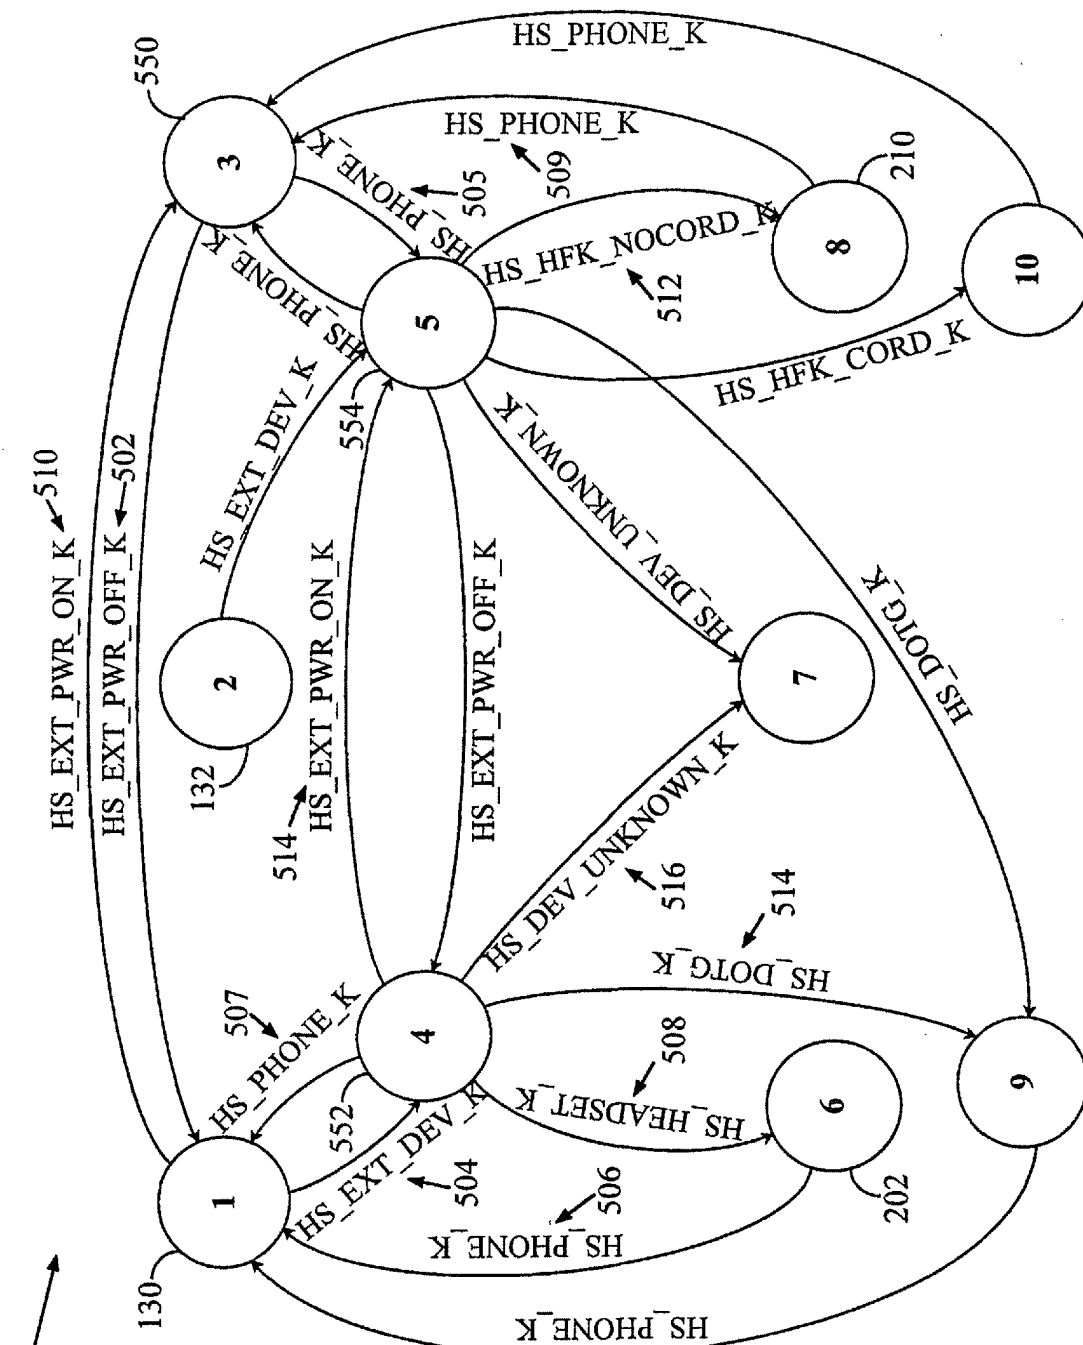 HS_EXT_PWR_ON_K
510
HS_EXT_PWR_OFF_K
502
130
1
132
2
550
3
HS_PHONE_K
507
552
HS_EXT_DEV_K
504
4
514
HS_EXT_PWR_ON_K
HS_EXT_PWR_OFF_K
HS_EXT_DEV_K
554
5
HS_PHONE_K
HS_PHONE_K
505
HS_PHONE_K
509
HS_PHONE_K
HS_HFK_NOCORD_K
512
8
210
HS_HFK_CORD_K
10
HS_DEV_UNKNOWN_K
HS_DEV_UNKNOWN_K
516
7
HS_DOTG_K
HS_DOTG_K
514
HS_HEADSET_K
508
6
202
HS_PHONE_K
506
HS_PHONE_K
9